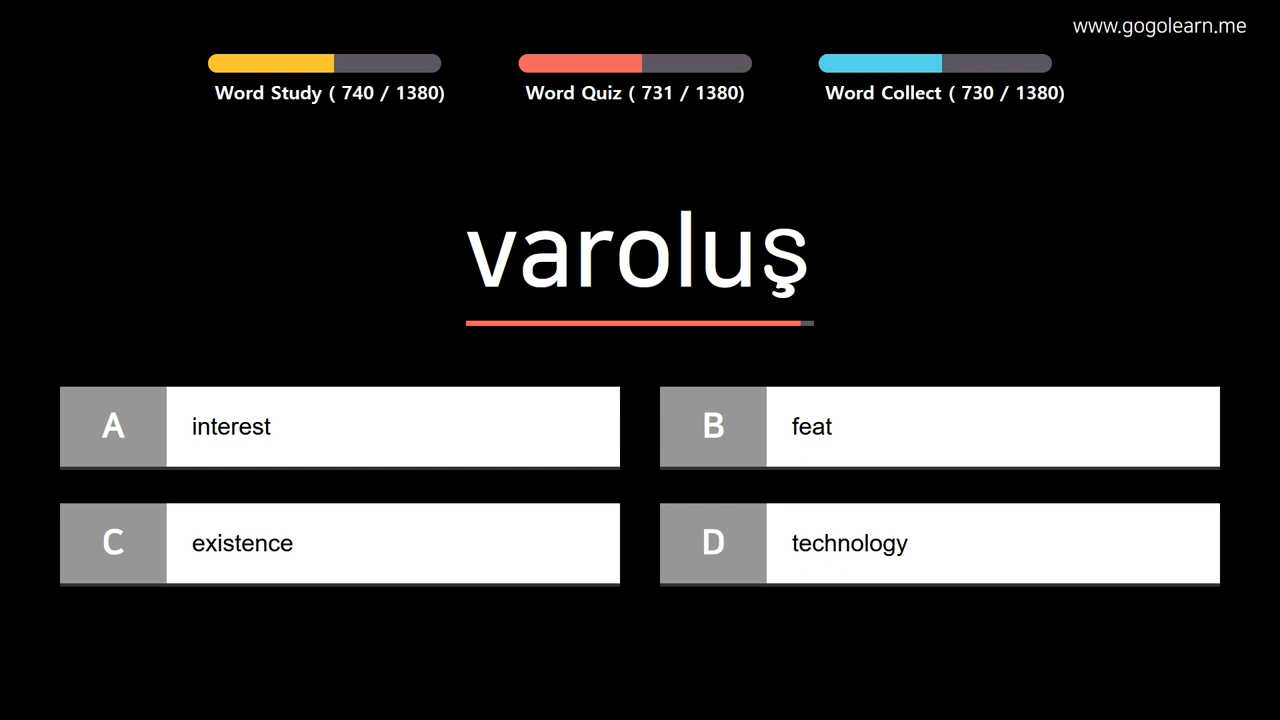 www.gogolearn.me
Word Study ( 740 / 1380)
Word Quiz ( 731 / 1380)
Word Collect ( 730 / 1380)
varoluş
A interest
B feat
C existence
D technology